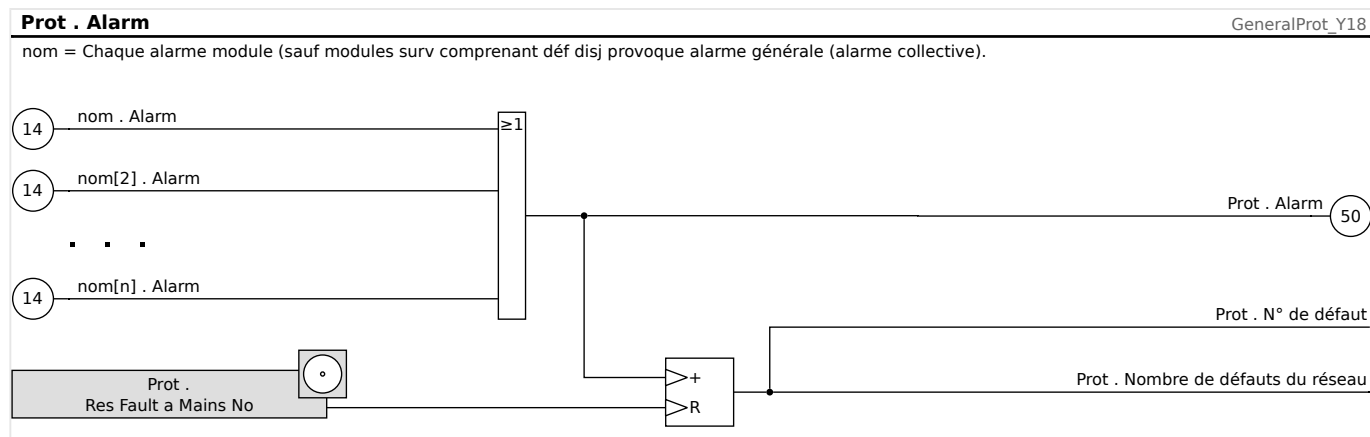 Prot . Alarm
GeneralProt_Y18
nom = Chaque alarme module (sauf modules surv comprenant déf disj provoque alarme générale (alarme collective).
14
nom . Alarm
≥1
14
nom[2] . Alarm
Prot . Alarm
50
. . .
14
nom[n] . Alarm
Prot . N° de défaut
Prot .
Res Fault a Mains No
+
R
Prot . Nombre de défauts du réseau